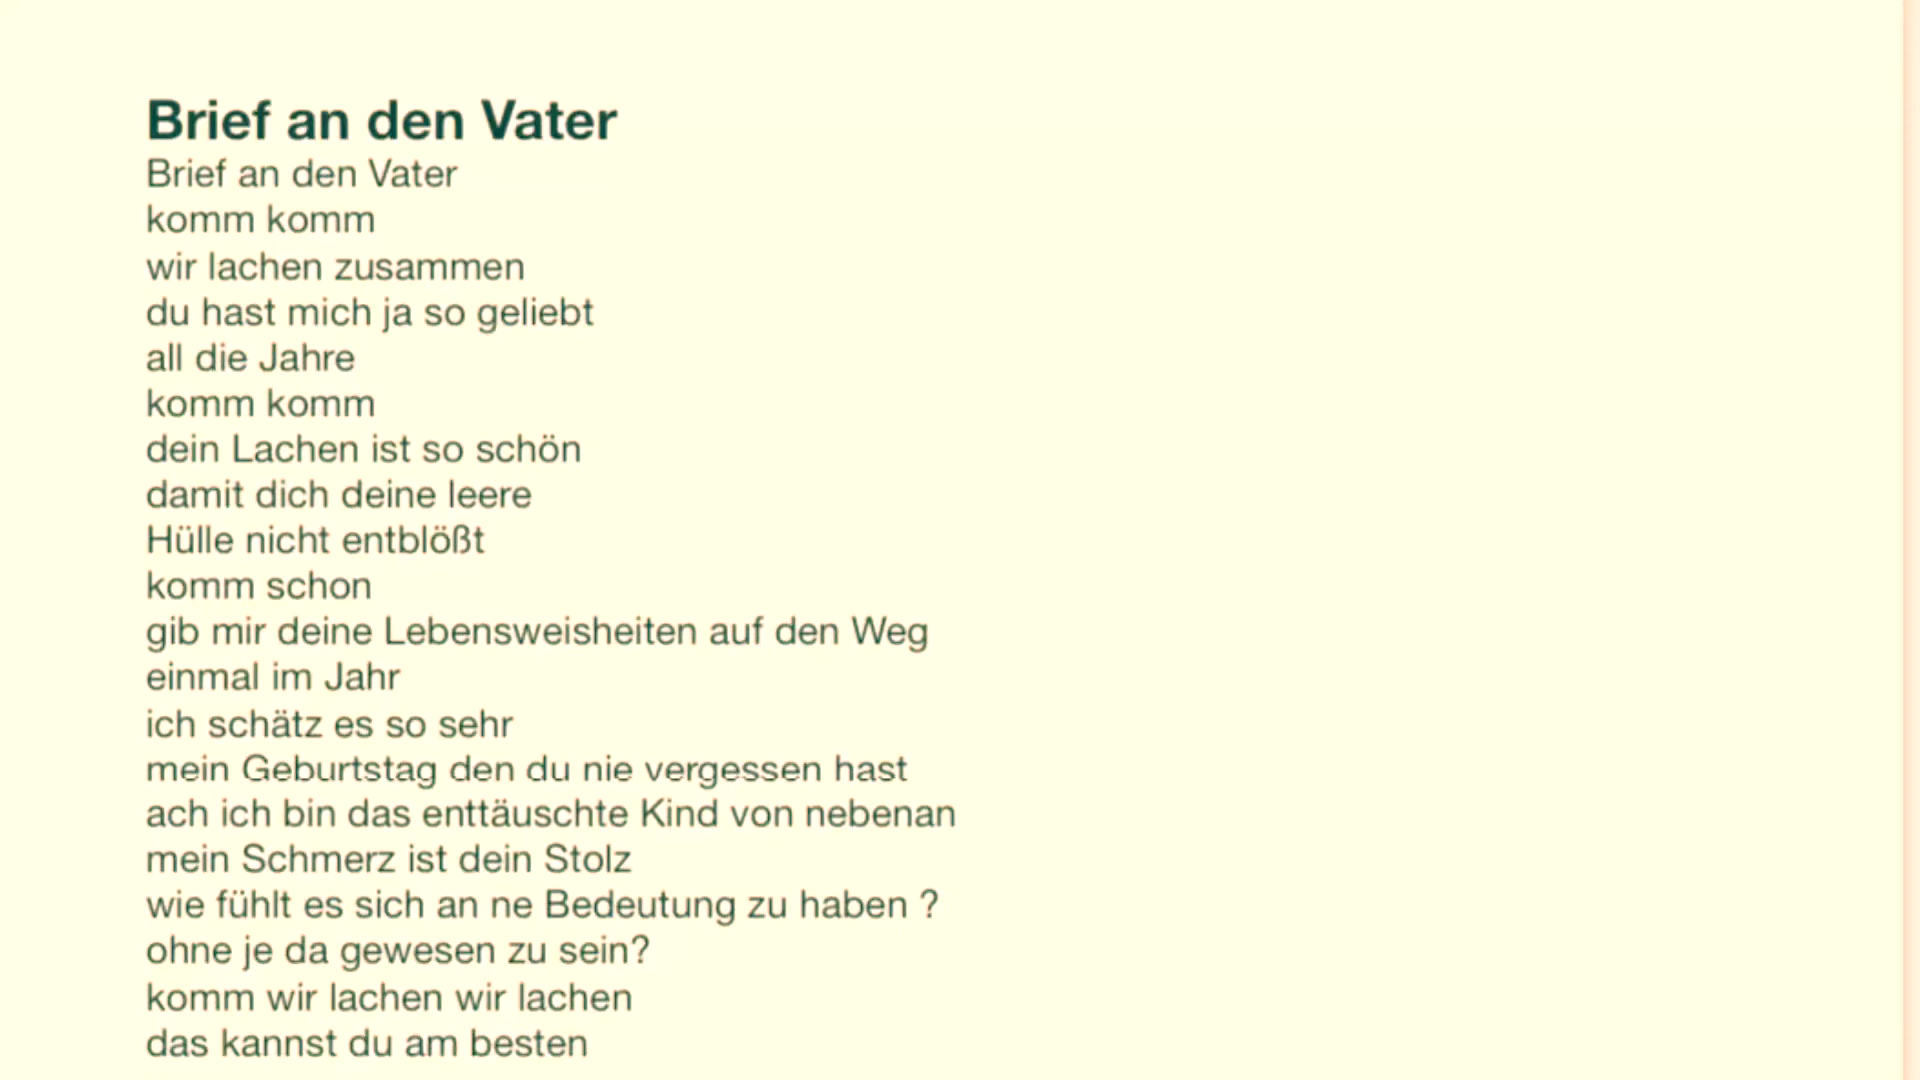 Brief an den Vater
Brief an den Vater
komm komm
wir lachen zusammen
du hast mich ja so geliebt
all die Jahre
komm komm
dein Lachen ist so schön
damit dich deine leere
Hülle nicht entblößt
komm schon
gib mir deine Lebensweisheiten auf den Weg
einmal im Jahr
ich schätz es so sehr
mein Geburtstag den du nie vergessen hast
ach ich bin das enttäuschte Kind von nebenan
mein Schmerz ist dein Stolz
wie fühlt es sich an ne Bedeutung zu haben ?
ohne je da gewesen zu sein?
komm wir lachen wir lachen
das kannst du am besten